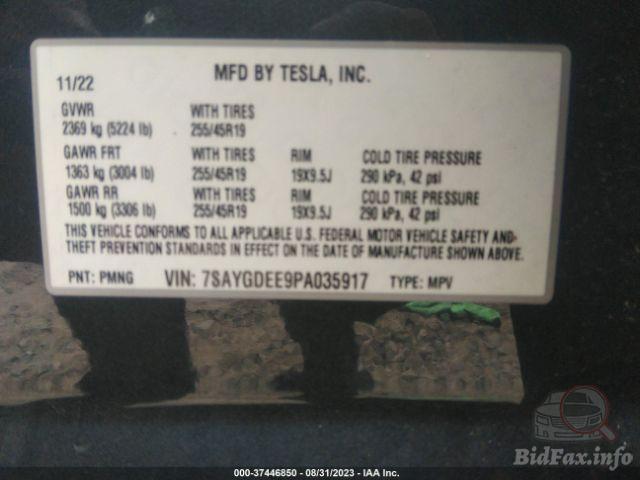 MFD BY TESLA, INC.
11/22
GVWR WITH TIRES
2369 kg (5224 lb) 255/45R19
GAWR FRT WITH TIRES RIM COLD TIRE PRESSURE
1363 kg (3004 lb) 255/45R19 19X9.5J 290 kPa, 42 psi
GAWR RR WITH TIRES RIM COLD TIRE PRESSURE
1500 kg (3306 lb) 255/45R19 19X9.5J 290 kPa, 42 psi
THIS VEHICLE CONFORMS TO ALL APPLICABLE U.S. FEDERAL MOTOR VEHICLE SAFETY AND
THEFT PREVENTION STANDARDS IN EFFECT ON THE DATE OF MANUFACTURE SHOWN ABOVE.
PNT: PMNG VIN: 7SAYGDEE9PA035917 TYPE: MPV
BidFax.info
000-37446850 - 08/31/2023 - IAA Inc.